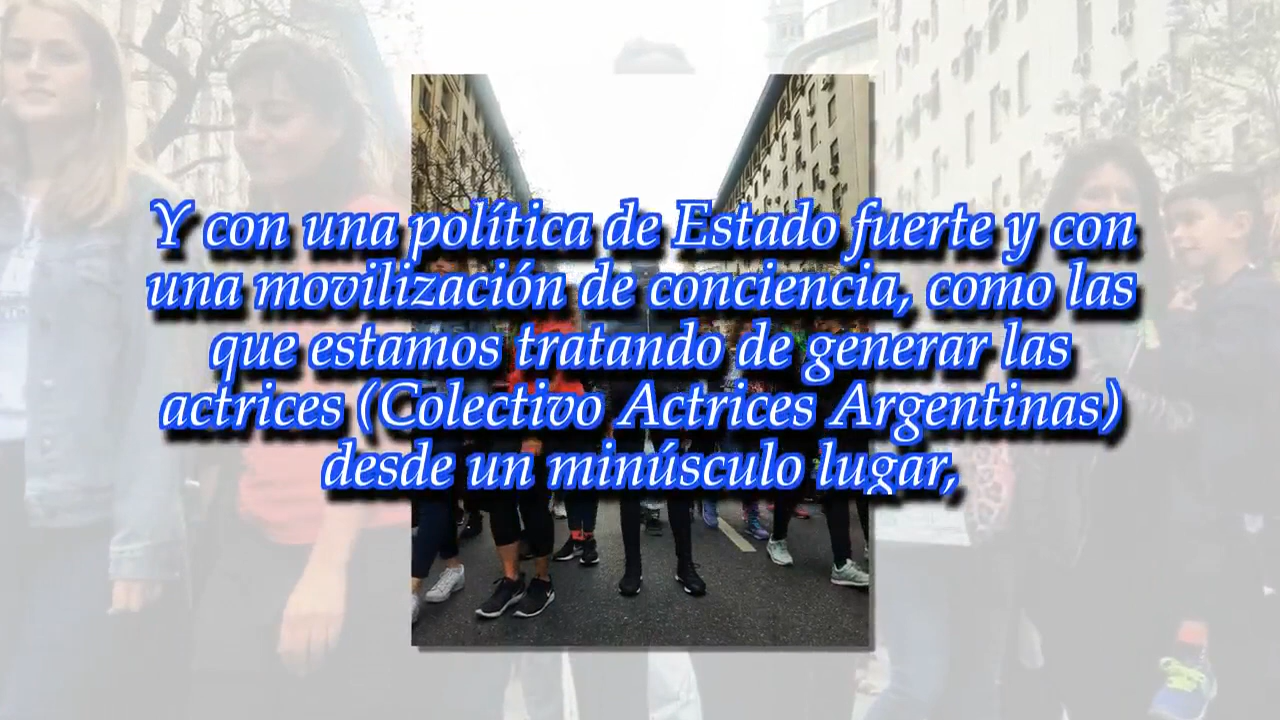 Y con una política de Estado fuerte y con
una movilización de conciencia, como las
que estamos tratando de generar las
actrices (Colectivo Actrices Argentinas)
desde un minúsculo lugar,